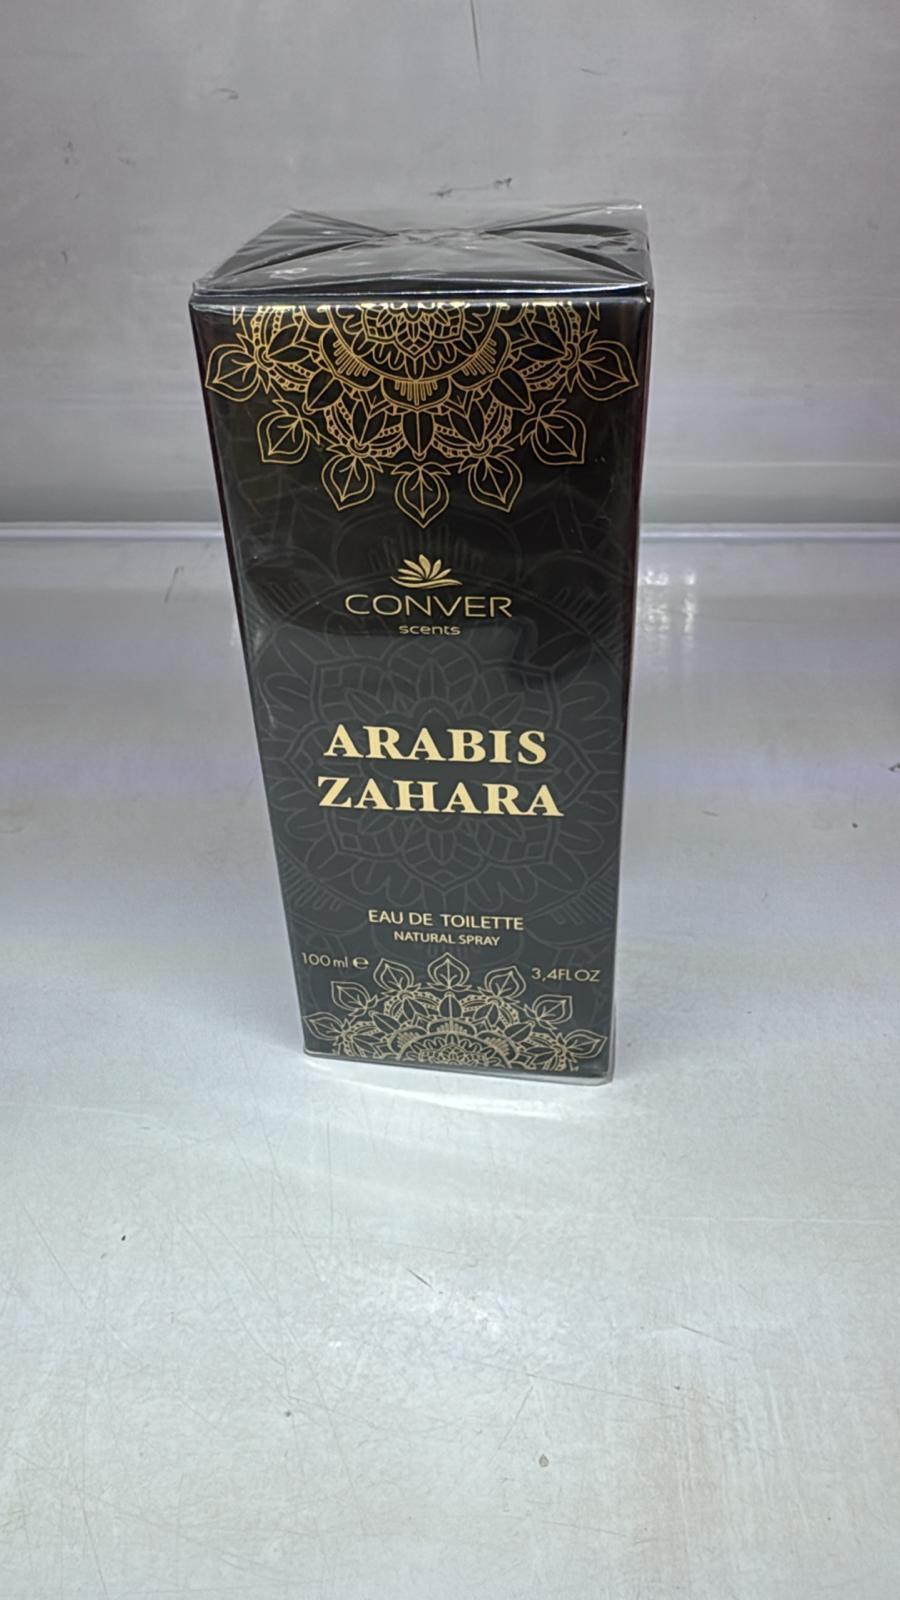 CONVER
scents
ARABIS
ZAHARA
EAU DE TOILETTE
NATURAL SPRAY
100 ml ℮
3,4FL OZ